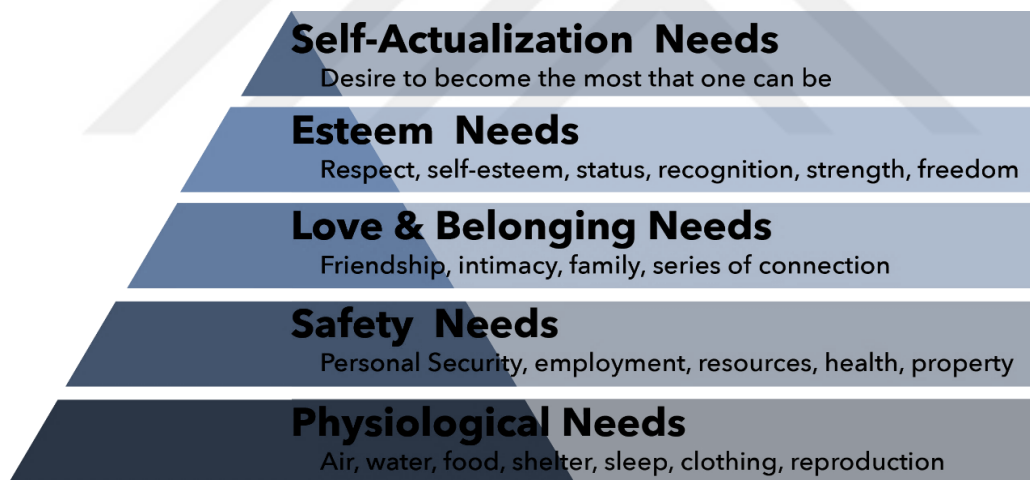 Self-Actualization Needs
Desire to become the most that one can be
Esteem Needs
Respect, self-esteem, status, recognition, strength, freedom
Love & Belonging Needs
Friendship, intimacy, family, series of connection
Safety Needs
Personal Security, employment, resources, health, property
Physiological Needs
Air, water, food, shelter, sleep, clothing, reproduction